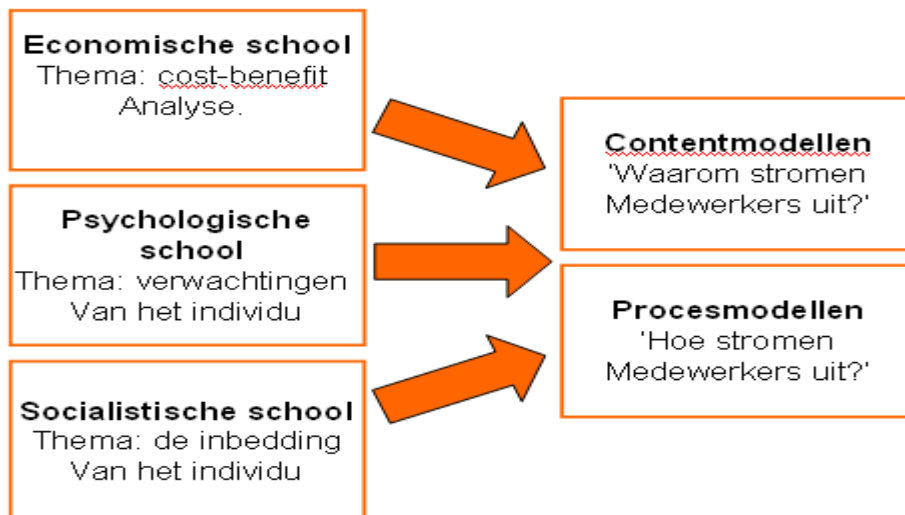 Economische school
Thema: cost-benefit
Analyse.
Psychologische
school
Thema: verwachtingen
Van het individu
Socialistische school
Thema: de inbedding
Van het individu
Contentmodellen
'Waarom stromen
Medewerkers uit?'
Procesmodellen
'Hoe stromen
Medewerkers uit?'